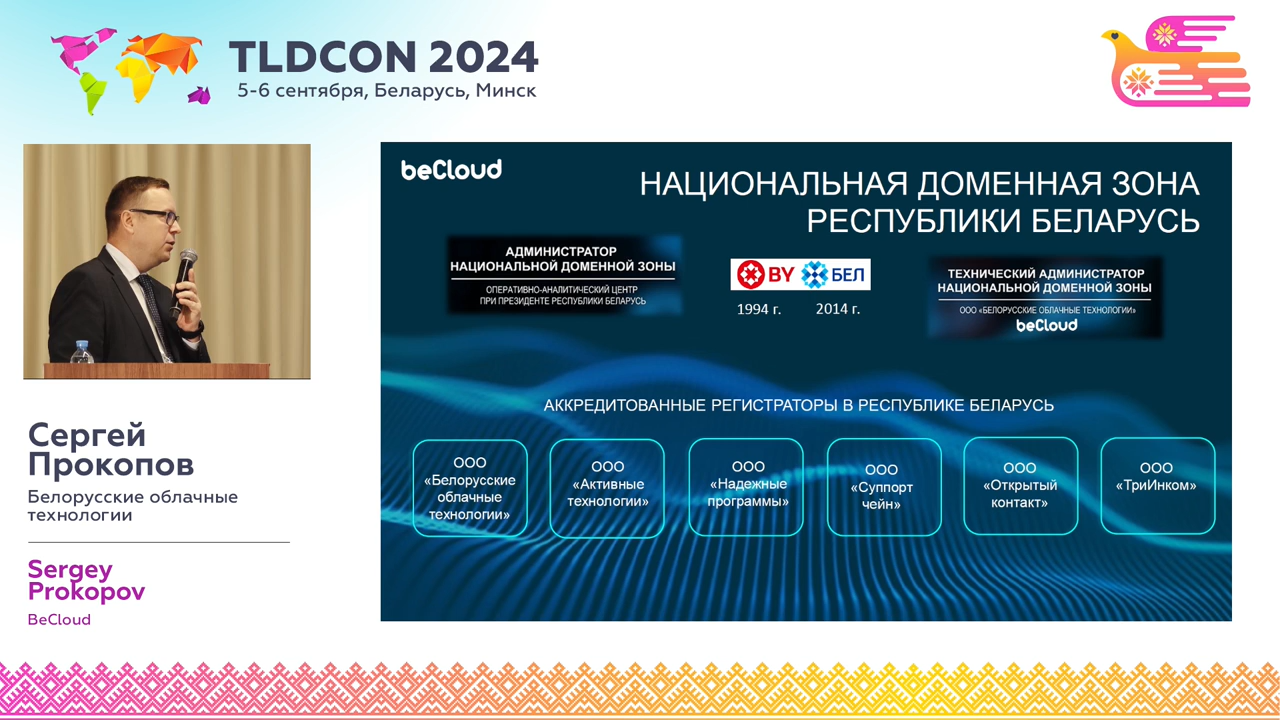 TLDCON 2024
5-6 сентября, Беларусь, Минск
beCloud
НАЦИОНАЛЬНАЯ ДОМЕННАЯ ЗОНА
РЕСПУБЛИКИ БЕЛАРУСЬ
АДМИНИСТРАТОР
НАЦИОНАЛЬНОЙ ДОМЕННОЙ ЗОНЫ
ОПЕРАТИВНО-АНАЛИТИЧЕСКИЙ ЦЕНТР
ПРИ ПРЕЗИДЕНТЕ РЕСПУБЛИКИ БЕЛАРУСЬ
BY БЕЛ
1994 г. 2014 г.
ТЕХНИЧЕСКИЙ АДМИНИСТРАТОР
НАЦИОНАЛЬНОЙ ДОМЕННОЙ ЗОНЫ
ООО «БЕЛОРУССКИЕ ОБЛАЧНЫЕ ТЕХНОЛОГИИ»
beCloud
АККРЕДИТОВАННЫЕ РЕГИСТРАТОРЫ В РЕСПУБЛИКЕ БЕЛАРУСЬ
ООО
«Белорусские
облачные
технологии»
ООО
«Активные
технологии»
ООО
«Надежные
программы»
ООО
«Суппорт
чейн»
ООО
«Открытый
контакт»
ООО
«ТриИнком»
Сергей
Прокопов
Белорусские облачные
технологии
Sergey
Prokopov
BeCloud